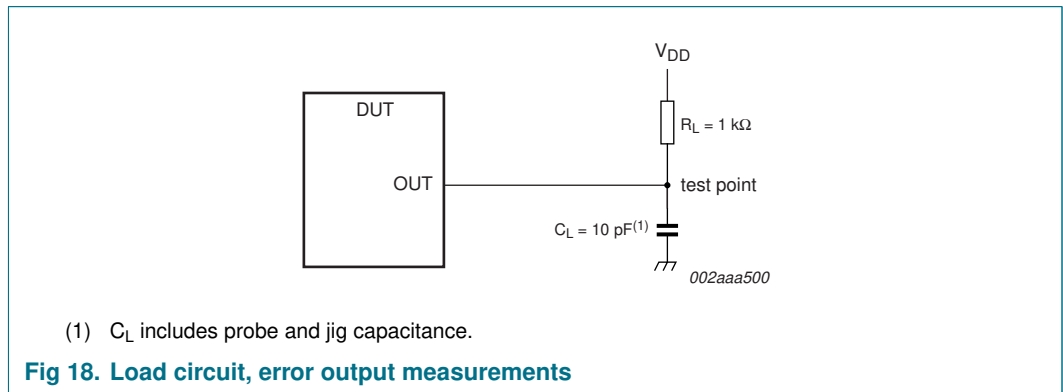 V_DD
DUT
R_L = 1 kΩ
OUT
test point
C_L = 10 pF(1)
002aaa500
(1) C_L includes probe and jig capacitance.
Fig 18. Load circuit, error output measurements